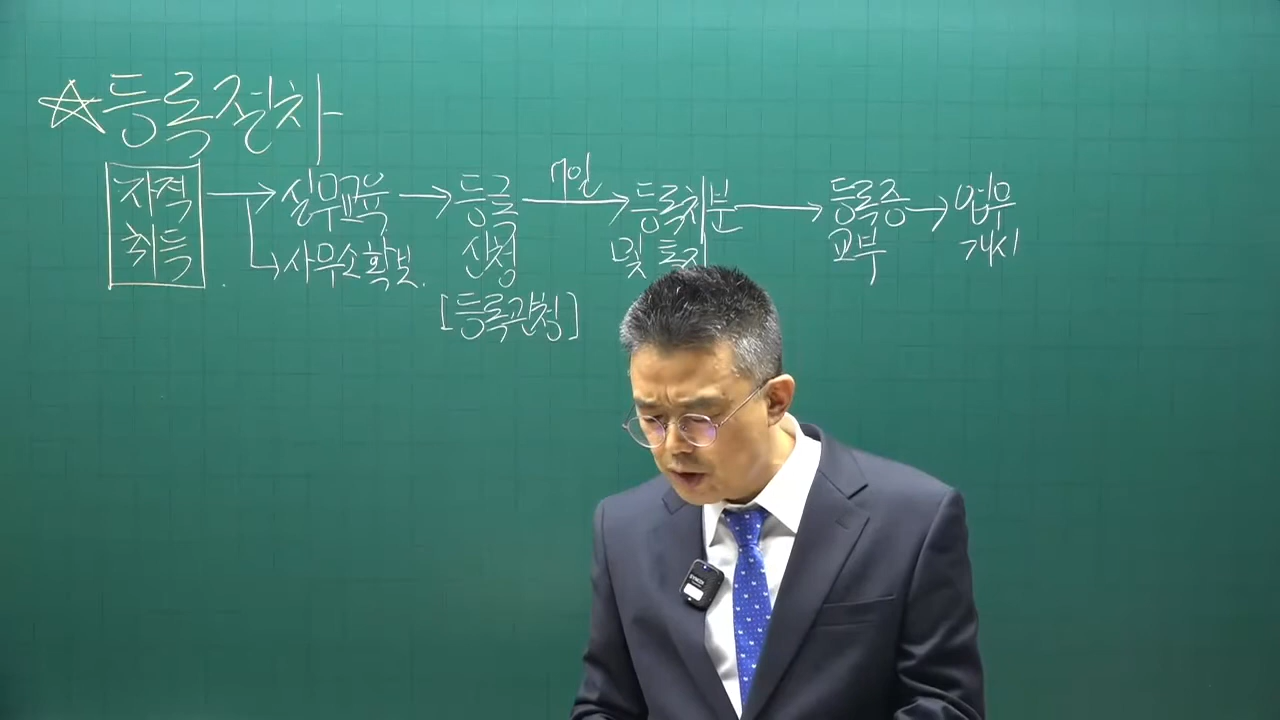 ☆등록절차
자격 → 실무교육 → 등록 7일 → 등록처분 → 등록증 → 업무
취득 → 사무소확보. 신청 및 통지 교부 개시
[등록관청]